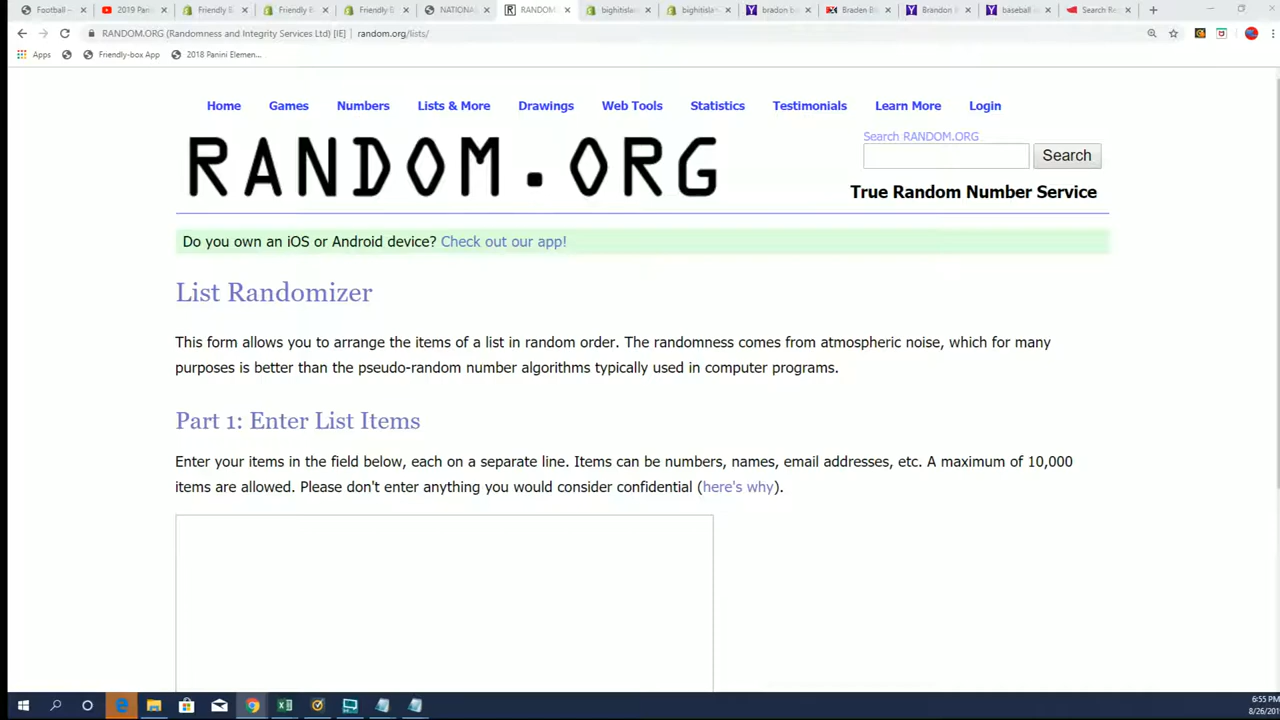 Football –
2019 Panin
Friendly B
Friendly B
Friendly B
NATIONAL
RANDOM
bighitisla
bighitisla
bradon b
Braden B
Brandon
baseball
Search Re
RANDOM.ORG (Randomness and Integrity Services Ltd) [IE] | random.org/lists/
Apps
Friendly-box App
2018 Panini Elemen...
Home Games Numbers Lists & More Drawings Web Tools Statistics Testimonials Learn More Login
RANDOM.ORG
Search RANDOM.ORG
Search
True Random Number Service
Do you own an iOS or Android device? Check out our app!
List Randomizer
This form allows you to arrange the items of a list in random order. The randomness comes from atmospheric noise, which for many
purposes is better than the pseudo-random number algorithms typically used in computer programs.
Part 1: Enter List Items
Enter your items in the field below, each on a separate line. Items can be numbers, names, email addresses, etc. A maximum of 10,000
items are allowed. Please don't enter anything you would consider confidential (here's why).
6:55 PM
8/26/201